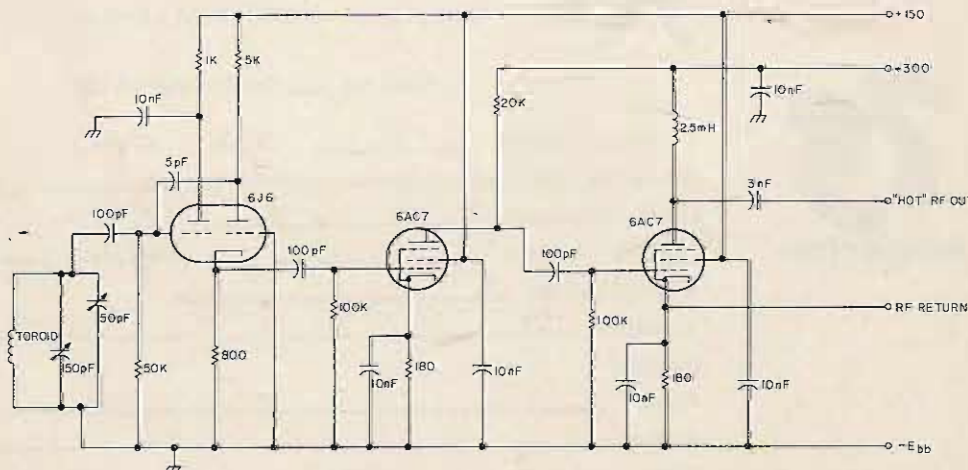 +150
+300
1K
5K
10nF
20K
10nF
2.5mH
5pF
3nF
6J6
"HOT" RF OUT
6AC7
6AC7
100pF
100pF
100pF
RF RETURN
50pF
TOROID
100K
100K
150pF
50K
800
10nF
180
10nF
10nF
180
10nF
-Ebb